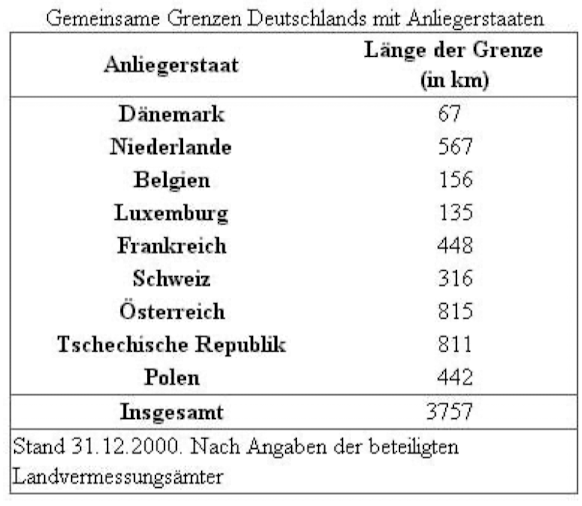 Gemeinsame Grenzen Deutschlands mit Anliegerstaaten
Anliegerstaat Länge der Grenze
(in km)
Dänemark 67
Niederlande 567
Belgien 156
Luxemburg 135
Frankreich 448
Schweiz 316
Österreich 815
Tschechische Republik 811
Polen 442
Insgesamt 3757
Stand 31.12.2000. Nach Angaben der beteiligten
Landvermessungsämter